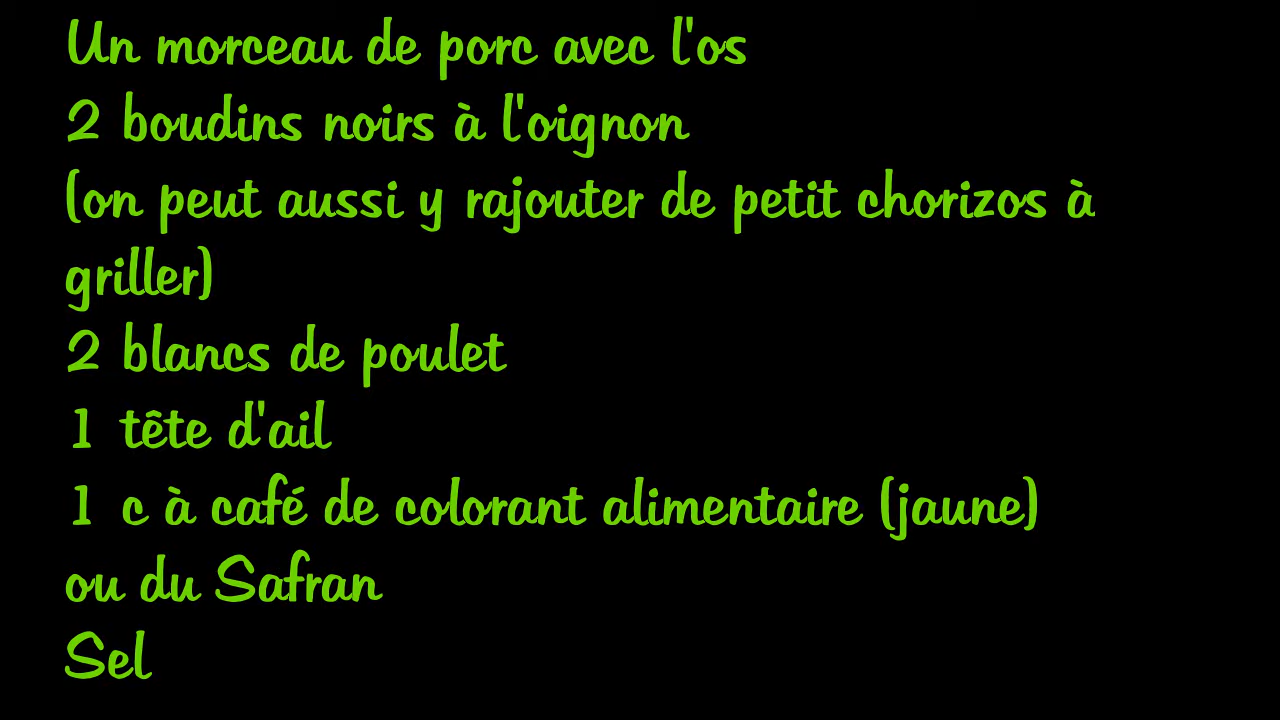 Un morceau de porc avec l'os
2 boudins noirs à l'oignon
(on peut aussi y rajouter de petit chorizos à
griller)
2 blancs de poulet
1 tête d'ail
1 c à café de colorant alimentaire (jaune)
ou du Safran
Sel